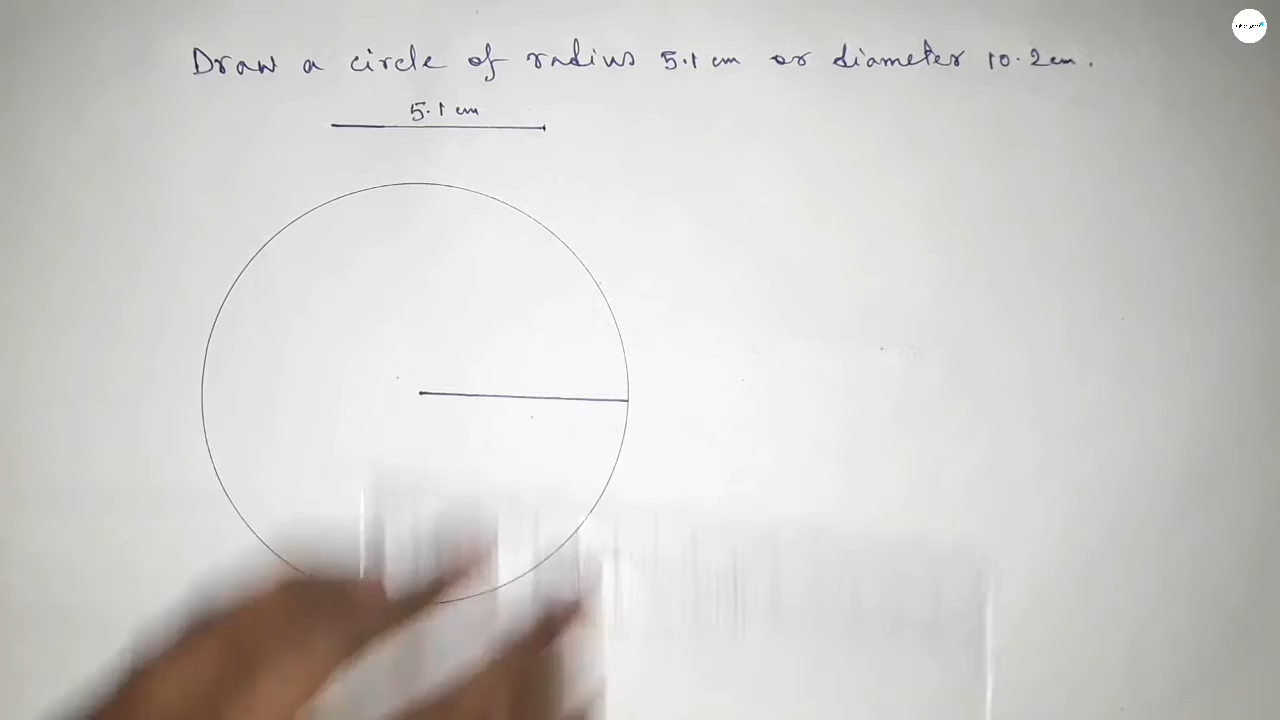 Draw a circle of radius 5.1 cm or diameter 10.2 cm.
5.1 cm